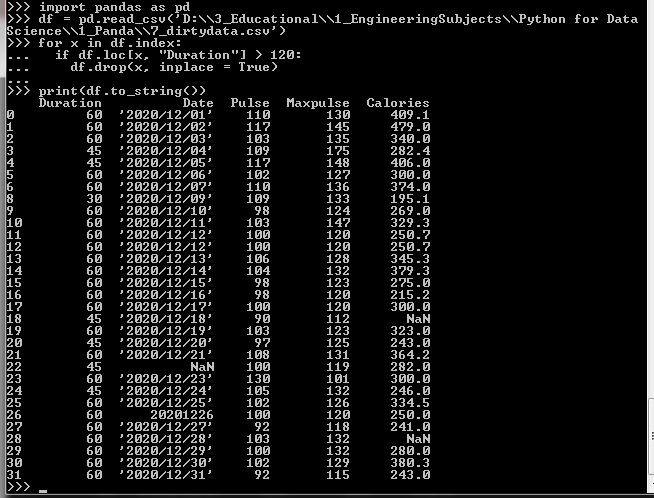 >>> import pandas as pd
>>> df = pd.read_csv('D:\\3_Educational\\1_EngineeringSubjects\\Python for Data
Science\\1_Panda\\7_dirtydata.csv')
>>> for x in df.index:
...   if df.loc[x, "Duration"] > 120:
...     df.drop(x, inplace = True)
...
>>> print(df.to_string())
    Duration          Date  Pulse  Maxpulse  Calories
0         60  '2020/12/01'    110       130     409.1
1         60  '2020/12/02'    117       145     479.0
2         60  '2020/12/03'    103       135     340.0
3         45  '2020/12/04'    109       175     282.4
4         45  '2020/12/05'    117       148     406.0
5         60  '2020/12/06'    102       127     300.0
6         60  '2020/12/07'    110       136     374.0
8         30  '2020/12/09'    109       133     195.1
9         60  '2020/12/10'     98       124     269.0
10        60  '2020/12/11'    103       147     329.3
11        60  '2020/12/12'    100       120     250.7
12        60  '2020/12/12'    100       120     250.7
13        60  '2020/12/13'    106       128     345.3
14        60  '2020/12/14'    104       132     379.3
15        60  '2020/12/15'     98       123     275.0
16        60  '2020/12/16'     98       120     215.2
17        60  '2020/12/17'    100       120     300.0
18        45  '2020/12/18'     90       112       NaN
19        60  '2020/12/19'    103       123     323.0
20        45  '2020/12/20'     97       125     243.0
21        60  '2020/12/21'    108       131     364.2
22        45           NaN    100       119     282.0
23        60  '2020/12/23'    130       101     300.0
24        45  '2020/12/24'    105       132     246.0
25        60  '2020/12/25'    102       126     334.5
26        60      20201226    100       120     250.0
27        60  '2020/12/27'     92       118     241.0
28        60  '2020/12/28'    103       132       NaN
29        60  '2020/12/29'    100       132     280.0
30        60  '2020/12/30'    102       129     380.3
31        60  '2020/12/31'     92       115     243.0
>>> _